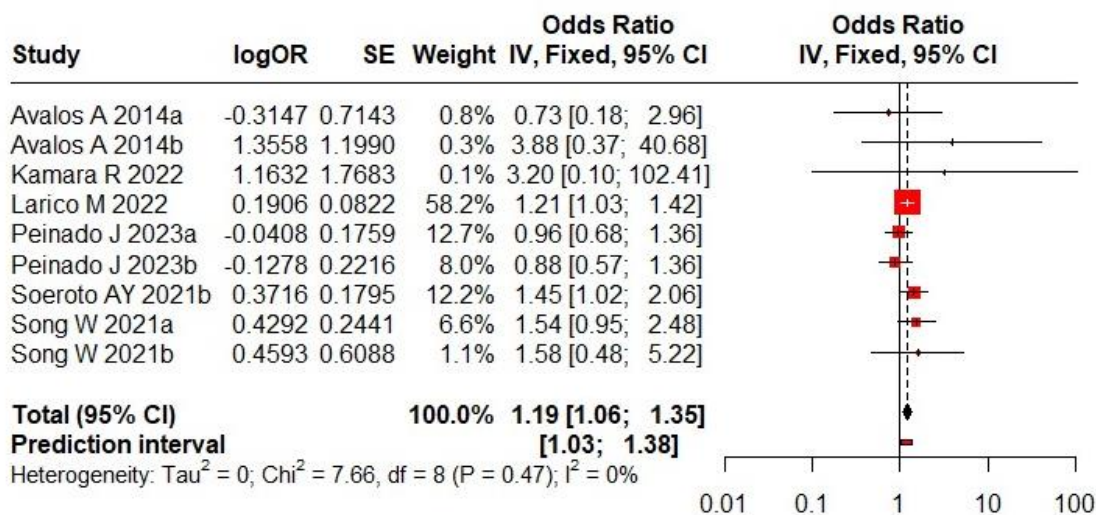 Odds Ratio Odds Ratio
Study logOR SE Weight IV, Fixed, 95% CI IV, Fixed, 95% CI
Avalos A 2014a -0.3147 0.7143 0.8% 0.73 [0.18; 2.96]
Avalos A 2014b 1.3558 1.1990 0.3% 3.88 [0.37; 40.68]
Kamara R 2022 1.1632 1.7683 0.1% 3.20 [0.10; 102.41]
Larico M 2022 0.1906 0.0822 58.2% 1.21 [1.03; 1.42]
Peinado J 2023a -0.0408 0.1759 12.7% 0.96 [0.68; 1.36]
Peinado J 2023b -0.1278 0.2216 8.0% 0.88 [0.57; 1.36]
Soeroto AY 2021b 0.3716 0.1795 12.2% 1.45 [1.02; 2.06]
Song W 2021a 0.4292 0.2441 6.6% 1.54 [0.95; 2.48]
Song W 2021b 0.4593 0.6088 1.1% 1.58 [0.48; 5.22]
Total (95% CI) 100.0% 1.19 [1.06; 1.35]
Prediction interval [1.03; 1.38]
Heterogeneity: Tau² = 0; Chi² = 7.66, df = 8 (P = 0.47); I² = 0%
0.01 0.1 1 10 100